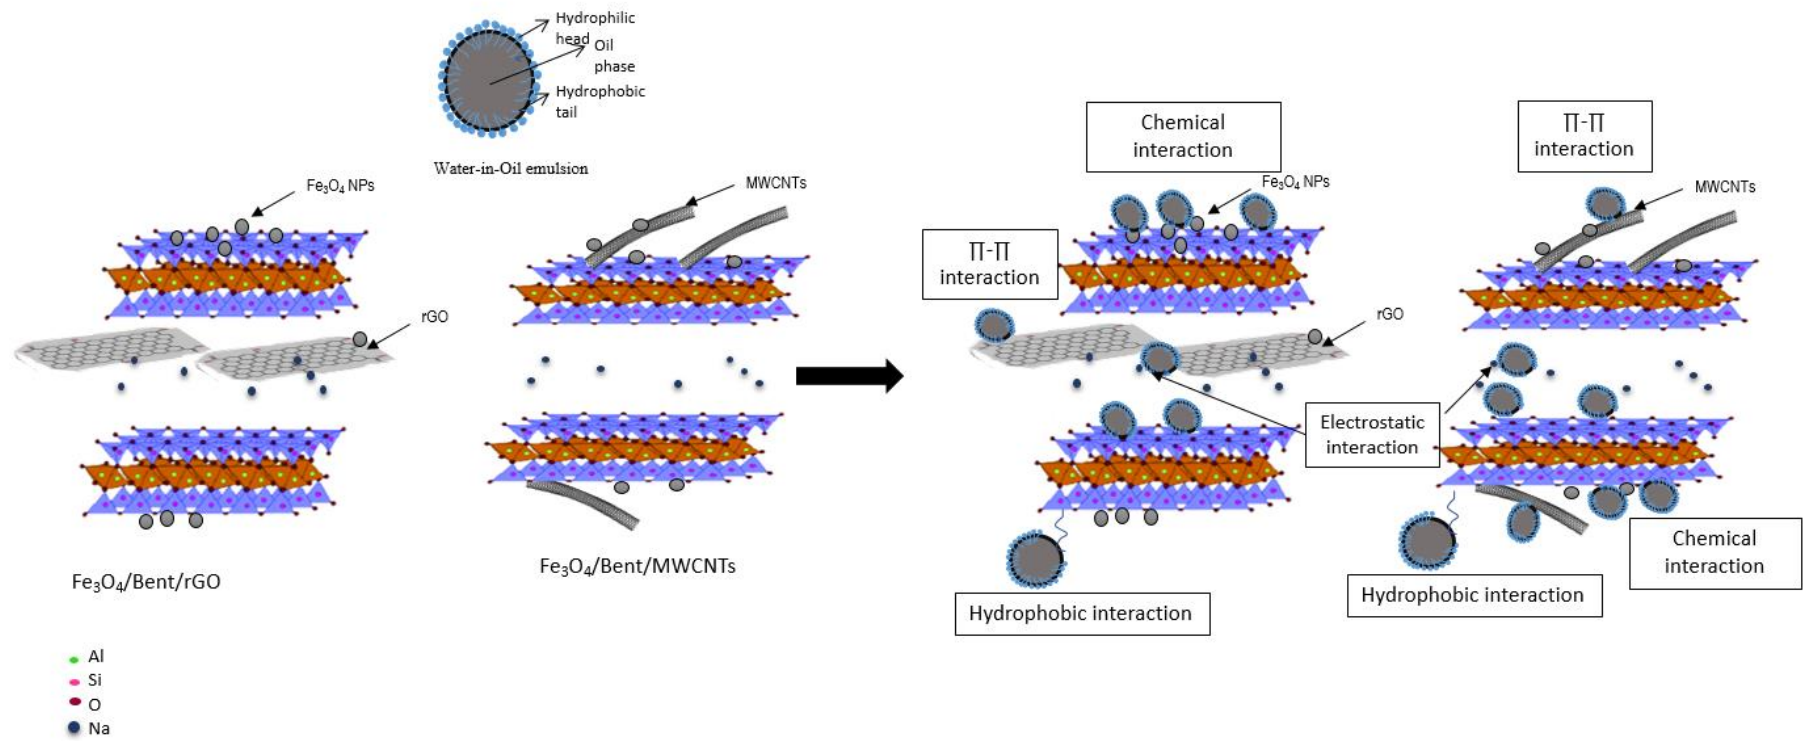 Hydrophilic
head
Oil
phase
Hydrophobic
tail
Water-in-Oil emulsion
Fe₃O₄ NPs
MWCNTs
rGO
Fe₃O₄/Bent/rGO
Fe₃O₄/Bent/MWCNTs
Al
Si
O
Na
Chemical
interaction
∏-∏
interaction
Fe₃O₄ NPs
MWCNTs
∏-∏
interaction
rGO
Electrostatic
interaction
Hydrophobic interaction
Hydrophobic interaction
Chemical
interaction